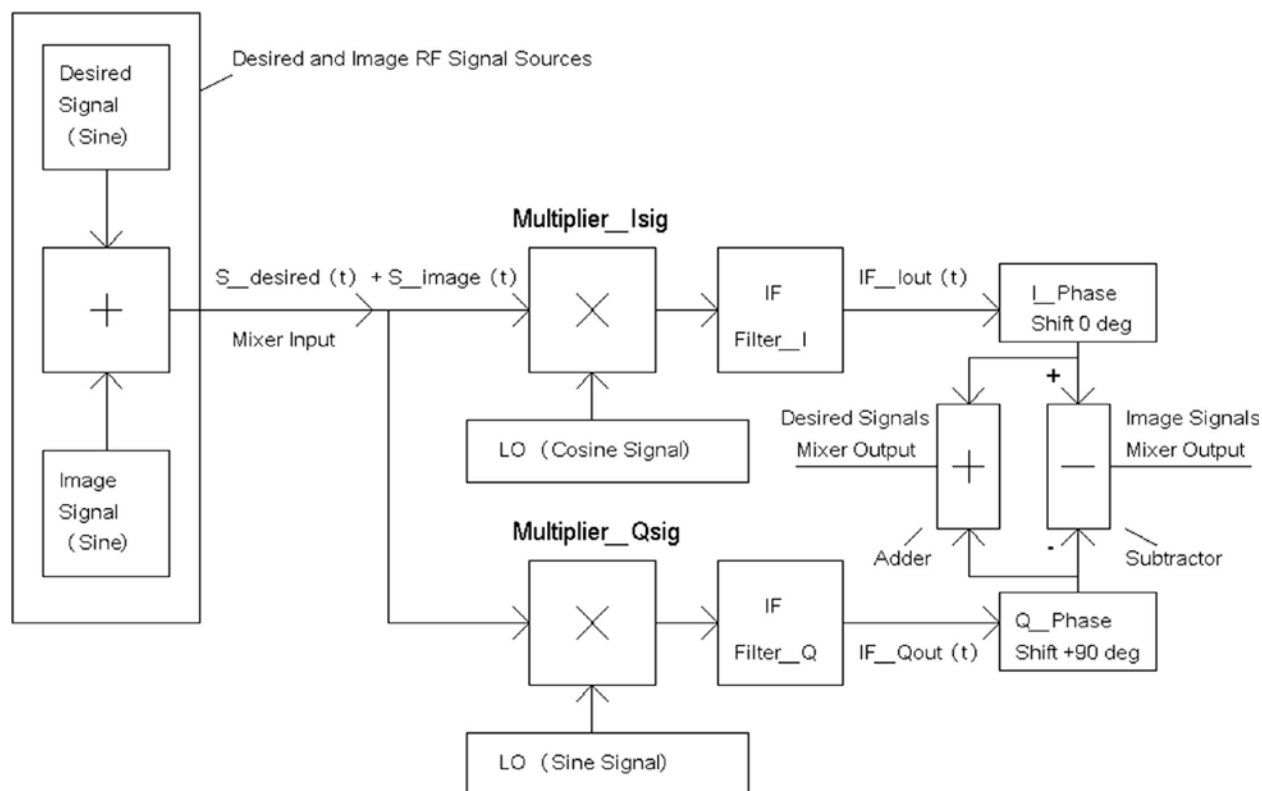 Desired
Signal
(Sine)
Desired and Image RF Signal Sources
+
S__desired (t) + S__image (t)
Mixer Input
Image
Signal
(Sine)
Multiplier__Isig
×
LO (Cosine Signal)
IF
Filter__I
IF__Iout (t)
I__Phase
Shift 0 deg
Multiplier__Qsig
×
LO (Sine Signal)
IF
Filter__Q
IF__Qout (t)
Q__Phase
Shift +90 deg
Desired Signals
Mixer Output
+
Adder
+
−
-
Image Signals
Mixer Output
Subtractor